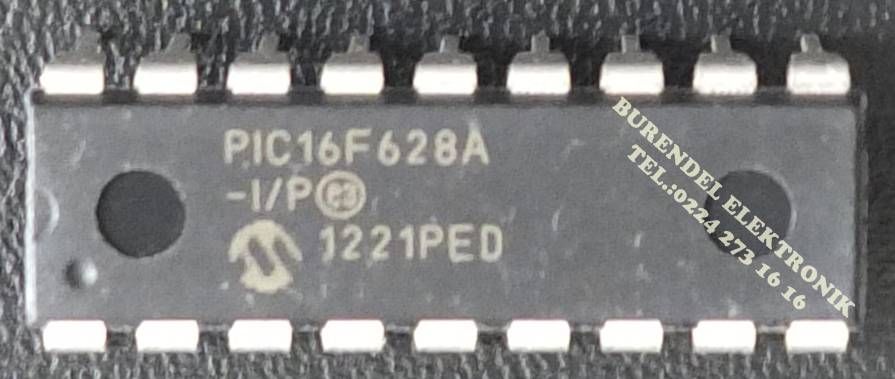 PIC16F628A
-I/P e3
1221PED
BURENDEL ELEKTRONIK
TEL.:0224 273 16 16